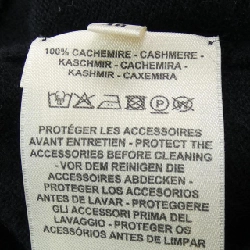 100% CACHEMIRE - CASHMERE -
KASCHMIR - CACHEMIRA -
KASHMIR - CAXEMIRA
PROTÉGER LES ACCESSOIRES
AVANT ENTRETIEN - PROTECT THE
ACCESSORIES BEFORE CLEANING
- VOR DEM REINIGEN DIE
ACCESSOIRES ABDECKEN -
PROTEGER LOS ACCESORIOS
ANTES DE LAVAR - PROTEGGERE
GLI ACCESSORI PRIMA DEL
LAVAGGIO - PROTEGER OS
ACESSÓRIOS ANTES DE LIMPAR